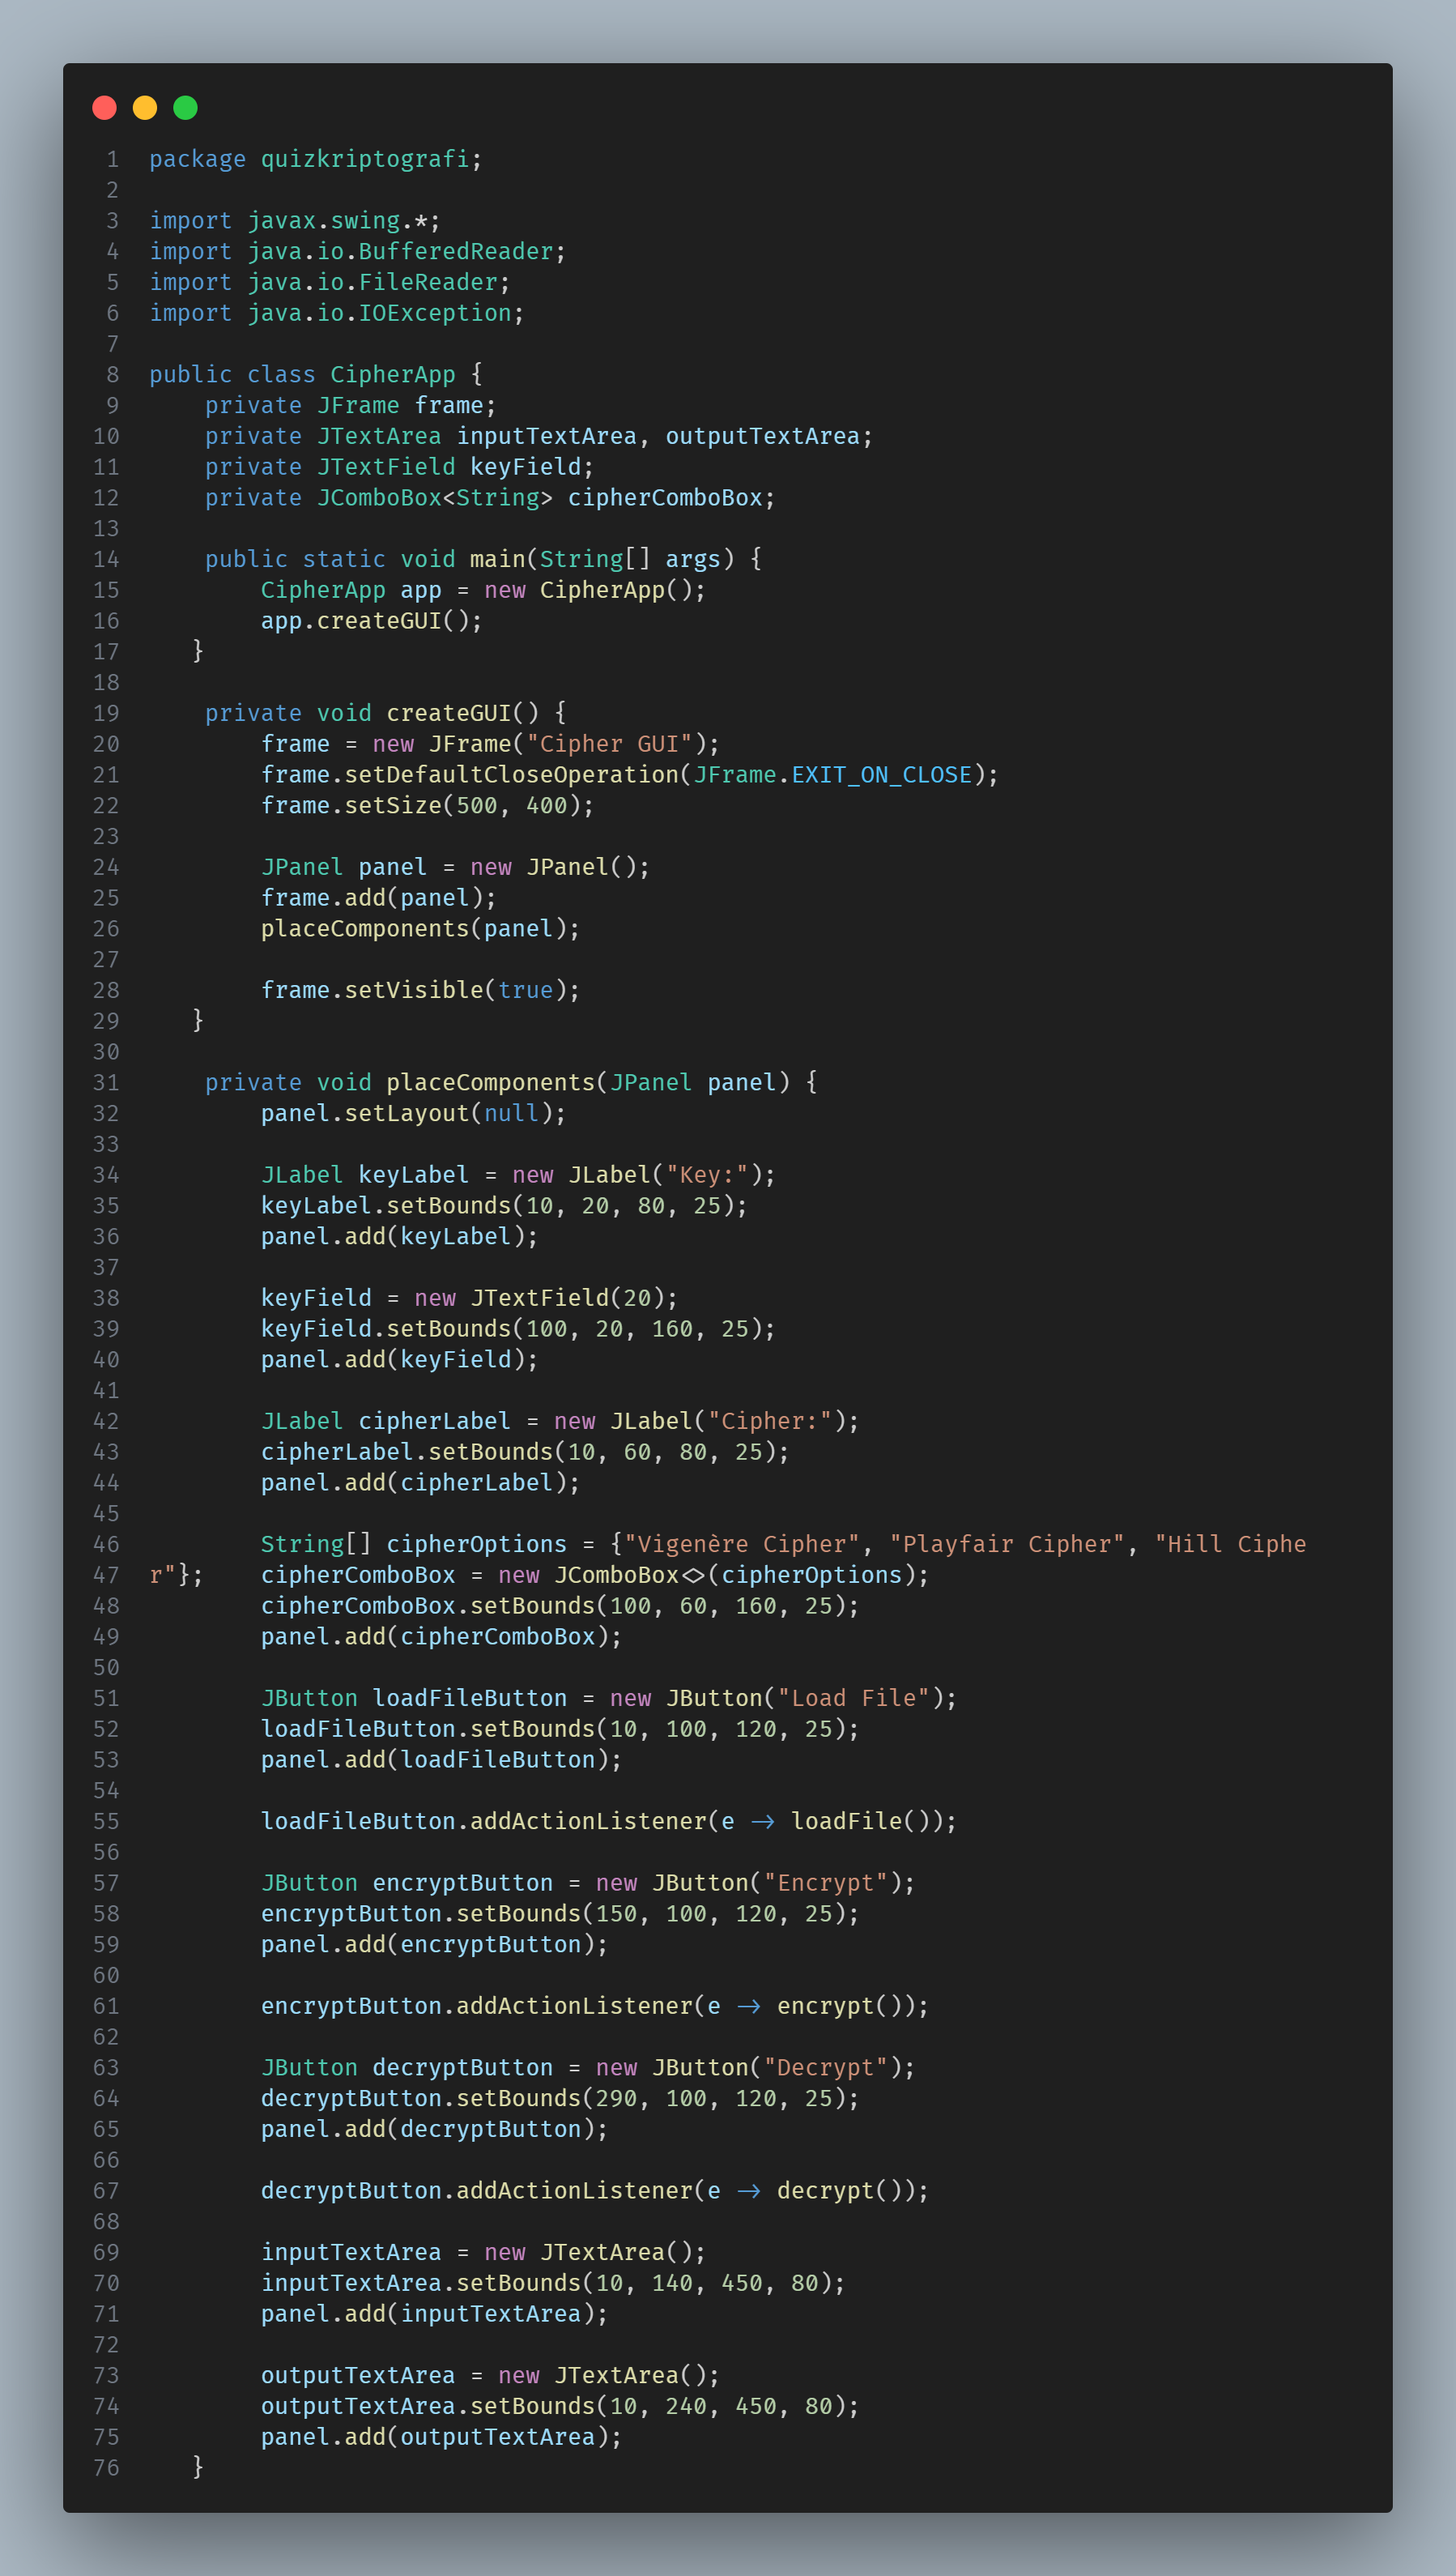 1 package quizkriptografi;
2
3 import javax.swing.*;
4 import java.io.BufferedReader;
5 import java.io.FileReader;
6 import java.io.IOException;
7
8 public class CipherApp {
9     private JFrame frame;
10     private JTextArea inputTextArea, outputTextArea;
11     private JTextField keyField;
12     private JComboBox<String> cipherComboBox;
13
14     public static void main(String[] args) {
15         CipherApp app = new CipherApp();
16         app.createGUI();
17    }
18
19     private void createGUI() {
20         frame = new JFrame("Cipher GUI");
21         frame.setDefaultCloseOperation(JFrame.EXIT_ON_CLOSE);
22         frame.setSize(500, 400);
23
24         JPanel panel = new JPanel();
25         frame.add(panel);
26         placeComponents(panel);
27
28         frame.setVisible(true);
29    }
30
31     private void placeComponents(JPanel panel) {
32         panel.setLayout(null);
33
34         JLabel keyLabel = new JLabel("Key:");
35         keyLabel.setBounds(10, 20, 80, 25);
36         panel.add(keyLabel);
37
38         keyField = new JTextField(20);
39         keyField.setBounds(100, 20, 160, 25);
40         panel.add(keyField);
41
42         JLabel cipherLabel = new JLabel("Cipher:");
43         cipherLabel.setBounds(10, 60, 80, 25);
44         panel.add(cipherLabel);
45
46         String[] cipherOptions = {"Vigenère Cipher", "Playfair Cipher", "Hill Ciphe
47 r"};    cipherComboBox = new JComboBox<>(cipherOptions);
48         cipherComboBox.setBounds(100, 60, 160, 25);
49         panel.add(cipherComboBox);
50
51         JButton loadFileButton = new JButton("Load File");
52         loadFileButton.setBounds(10, 100, 120, 25);
53         panel.add(loadFileButton);
54
55         loadFileButton.addActionListener(e -> loadFile());
56
57         JButton encryptButton = new JButton("Encrypt");
58         encryptButton.setBounds(150, 100, 120, 25);
59         panel.add(encryptButton);
60
61         encryptButton.addActionListener(e -> encrypt());
62
63         JButton decryptButton = new JButton("Decrypt");
64         decryptButton.setBounds(290, 100, 120, 25);
65         panel.add(decryptButton);
66
67         decryptButton.addActionListener(e -> decrypt());
68
69         inputTextArea = new JTextArea();
70         inputTextArea.setBounds(10, 140, 450, 80);
71         panel.add(inputTextArea);
72
73         outputTextArea = new JTextArea();
74         outputTextArea.setBounds(10, 240, 450, 80);
75         panel.add(outputTextArea);
76    }